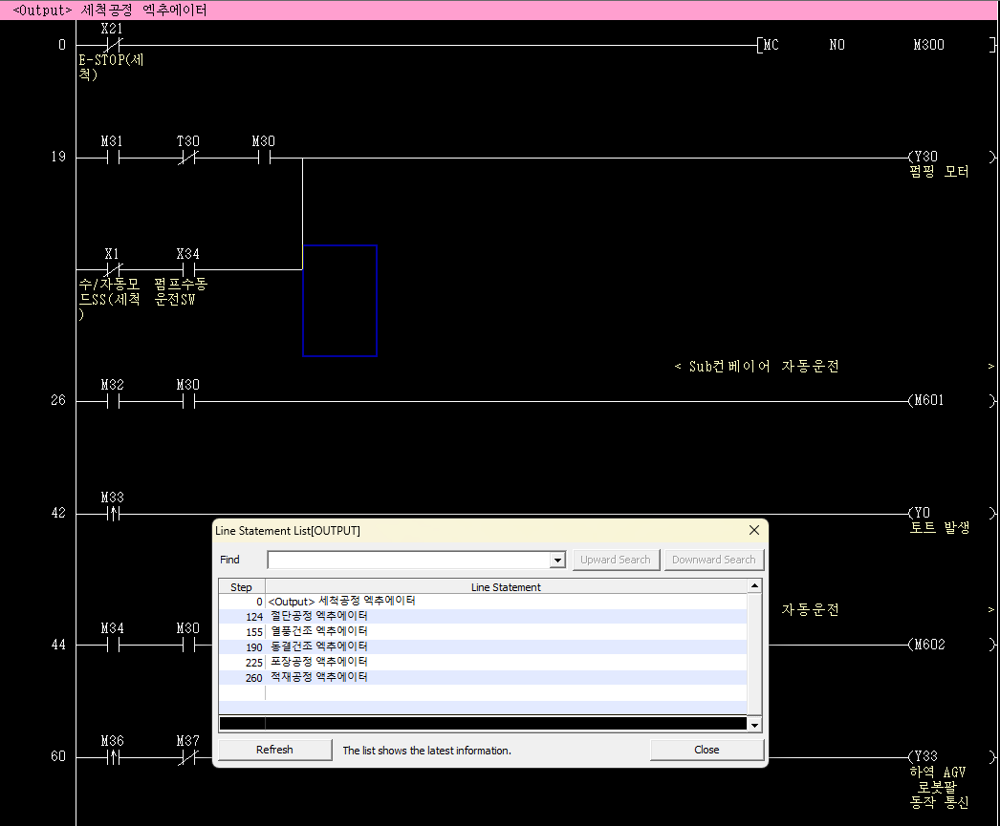 <Output> 세척공정 엑추에이터
X21
0 [MC N0 M300 ]
E-STOP(세
척)
M31 T30 M30
19 (Y30 )
펌핑 모터
X1 X34
수/자동모 펌프수동
드SS(세척 운전SW
)
< Sub컨베이어 자동운전 >
M32 M30
26 (M601 )
M33
42 (Y0 )
토트 발생
Line Statement List[OUTPUT]
Find Upward Search Downward Search
Step Line Statement
0 <Output> 세척공정 엑추에이터
124 절단공정 엑추에이터
155 열풍건조 엑추에이터
190 동결건조 엑추에이터
225 포장공정 액추에이터
260 적재공정 액추에이터
자동운전 >
M34 M30
44 (M602 )
M36 M37
60 (Y33 )
Refresh The list shows the latest information. Close
하역 AGV
로봇팔
동작 통신